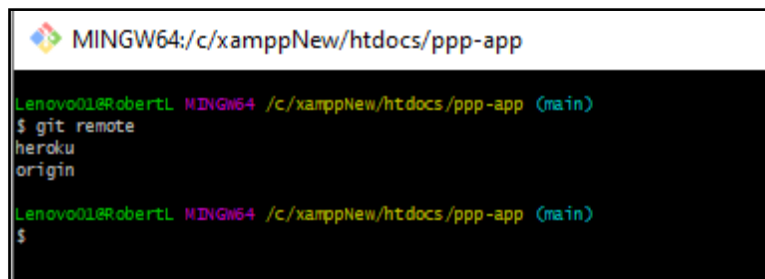 MINGW64:/c/xamppNew/htdocs/ppp-app
Lenovo01@RobertL MINGW64 /c/xamppNew/htdocs/ppp-app (main)
$ git remote
heroku
origin
Lenovo01@RobertL MINGW64 /c/xamppNew/htdocs/ppp-app (main)
$